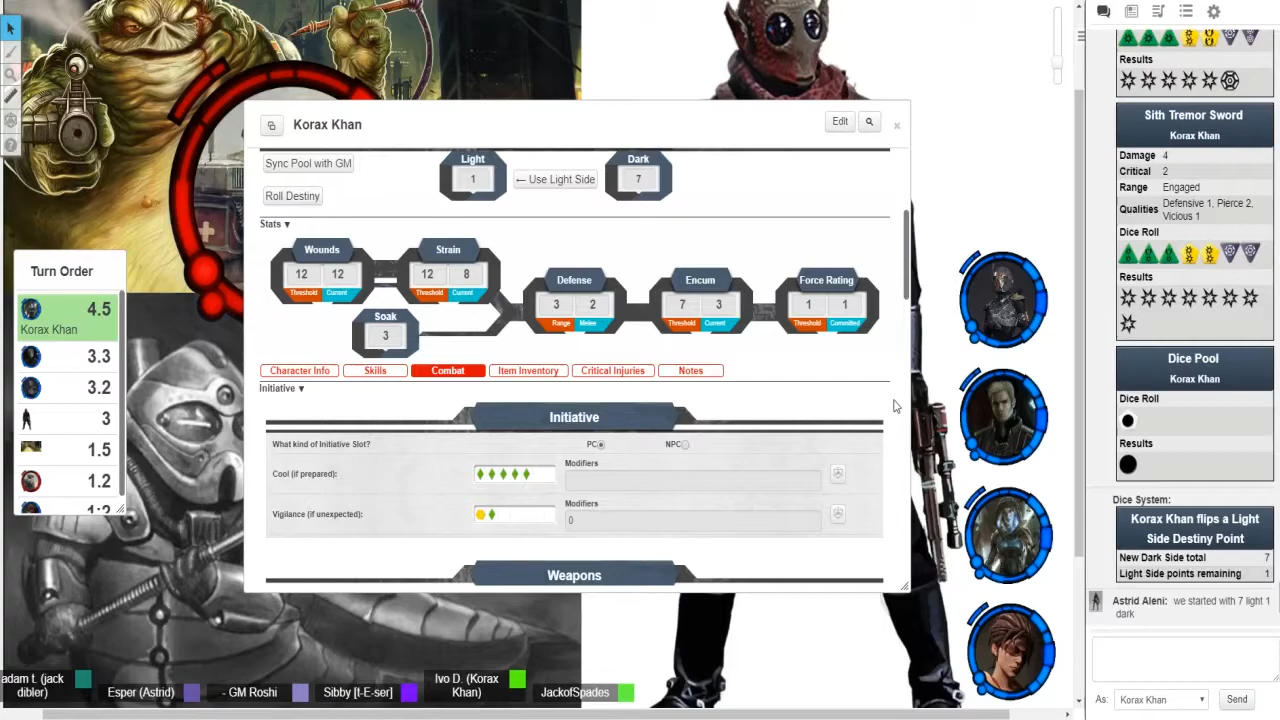 Korax Khan
Edit
Sync Pool with GM
Roll Destiny
Light
1
← Use Light Side
Dark
7
Stats ▼
Wounds
12 12
Threshold Current
Strain
12 8
Threshold Current
Soak
3
Defense
3 2
Range Melee
Encum
7 3
Threshold Current
Force Rating
1 1
Threshold Committed
Character Info
Skills
Combat
Item Inventory
Critical Injuries
Notes
Initiative ▼
Initiative
What kind of Initiative Slot?
PC
NPC
Cool (if prepared):
Modifiers
Vigilance (if unexpected):
Modifiers
0
Weapons
Turn Order
4.5
Korax Khan
3.3
3.2
3
1.5
1.2
1:2
adam t. (jack
dibler)
Esper (Astrid)
- GM Roshi
Sibby [I-E-ser]
Ivo D. (Korax
Khan)
JackofSpades
Results
Sith Tremor Sword
Korax Khan
Damage 4
Critical 2
Range Engaged
Qualities Defensive 1, Pierce 2,
Vicious 1
Dice Roll
Results
Dice Pool
Korax Khan
Dice Roll
Results
Dice System:
Korax Khan flips a Light
Side Destiny Point
New Dark Side total 7
Light Side points remaining 1
Astrid Aleni: we started with 7 light 1
dark
As: Korax Khan ▼ Send